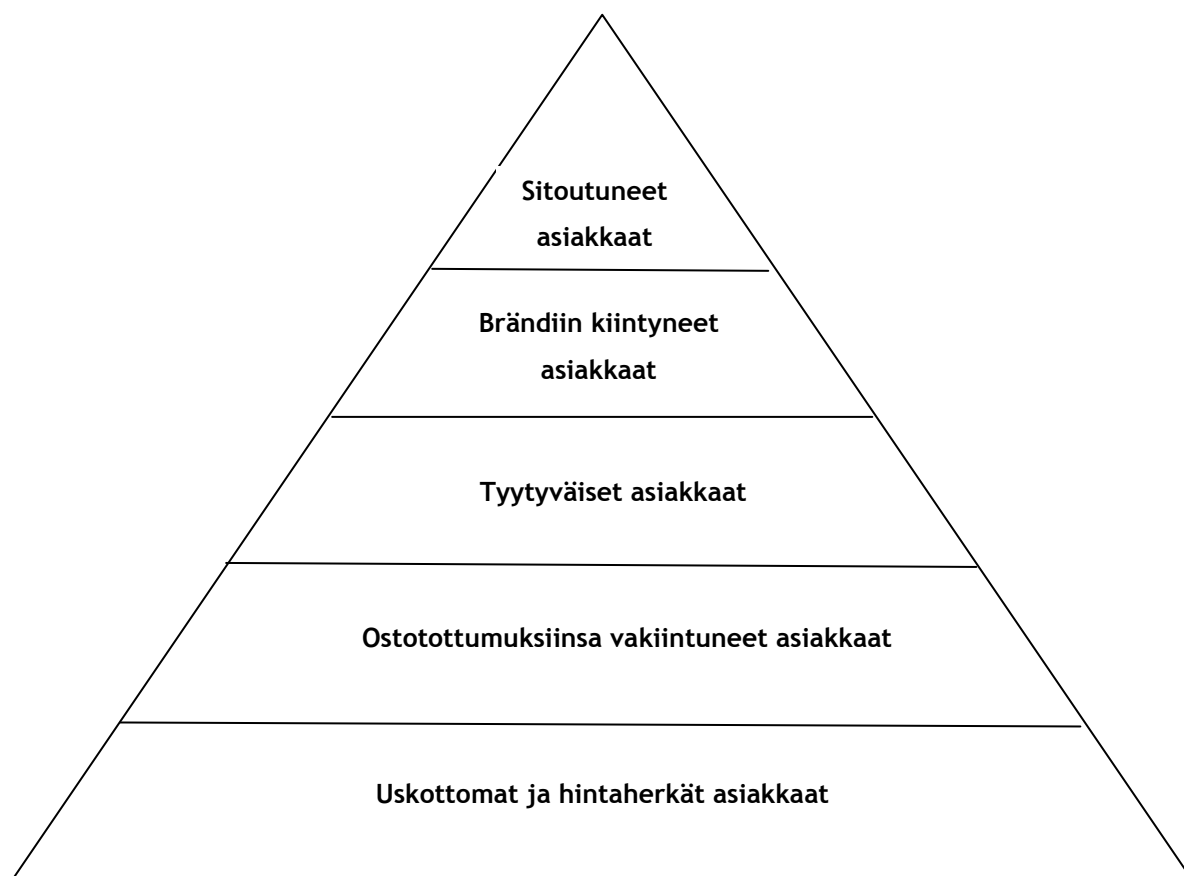 Sitoutuneet
asiakkaat
Brändiin kiintyneet
asiakkaat
Tyytyväiset asiakkaat
Ostotottumuksiinsa vakiintuneet asiakkaat
Uskottomat ja hintaherkät asiakkaat